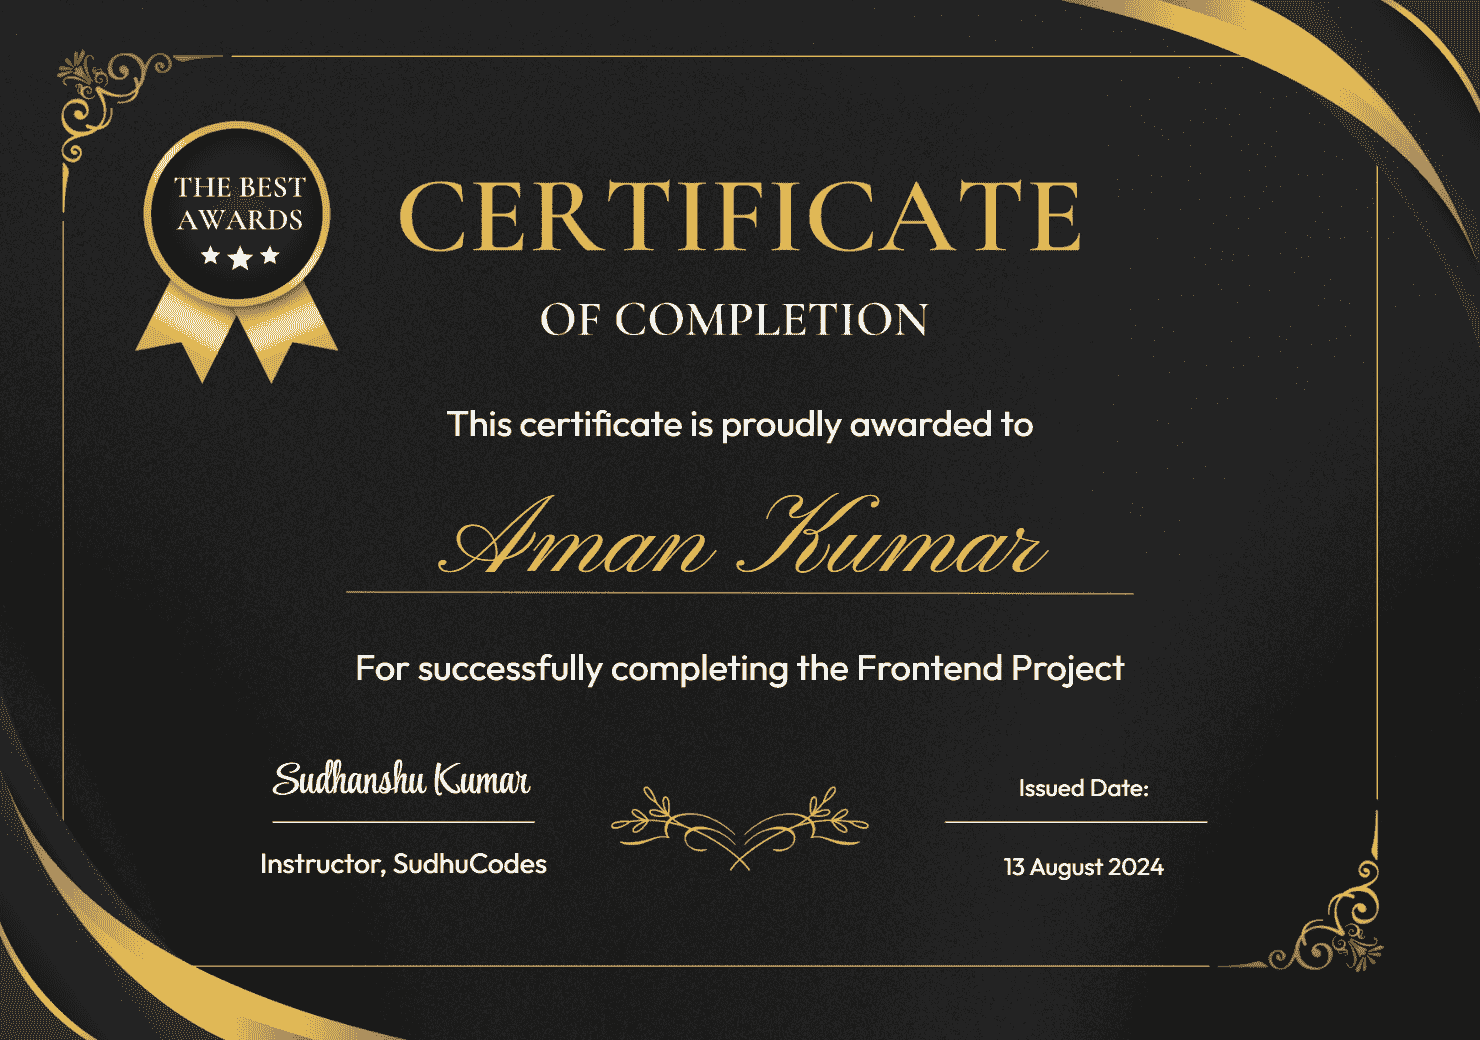 THE BEST
AWARDS
CERTIFICATE
OF COMPLETION
This certificate is proudly awarded to
Aman Kumar
For successfully completing the Frontend Project
Sudhanshu Kumar
Instructor, SudhuCodes
Issued Date:
13 August 2024